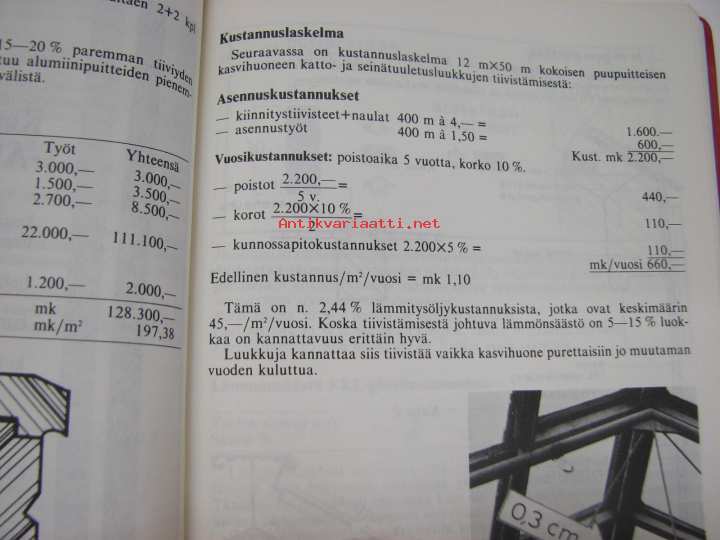 2+2 kpl
15—20 % paremman tiiviyden
tuu alumiinipuitteiden pienem-
välistä.
Työt Yhteensä
3.000,— 3.000,—
1.500,— 3.500,—
2.700,— 8.500,—
22.000,— 111.100,—
1.200,— 2.000,—
mk 128.300,—
mk/m² 197,38
Kustannuslaskelma
Seuraavassa on kustannuslaskelma 12 m×50 m kokoisen puupuitteisen
kasvihuoneen katto- ja seinätuuletusluukkujen tiivistämisestä:
Asennuskustannukset
— kiinnitystiivisteet+naulat 400 m à 4,— = 1.600.—
— asennustyöt 400 m à 1,50 = 600,—
Kust. mk 2.200,—
Vuosikustannukset: poistoaika 5 vuotta, korko 10 %.
— poistot 2.200,— =
5 v.
440,—
— korot 2.200×10 % =
2
110,—
Antikvariaatti.net
— kunnossapitokustannukset 2.200×5 % = 110,—
mk/vuosi 660,—
Edellinen kustannus/m²/vuosi = mk 1,10
Tämä on n. 2,44 % lämmitysöljykustannuksista, jotka ovat keskimäärin
45,—/m²/vuosi. Koska tiivistämisestä johtuva lämmönsäästö on 5—15 % luok-
kaa on kannattavuus erittäin hyvä.
Luukkuja kannattaa siis tiivistää vaikka kasvihuone purettaisiin jo muutaman
vuoden kuluttua.
0,3 cm